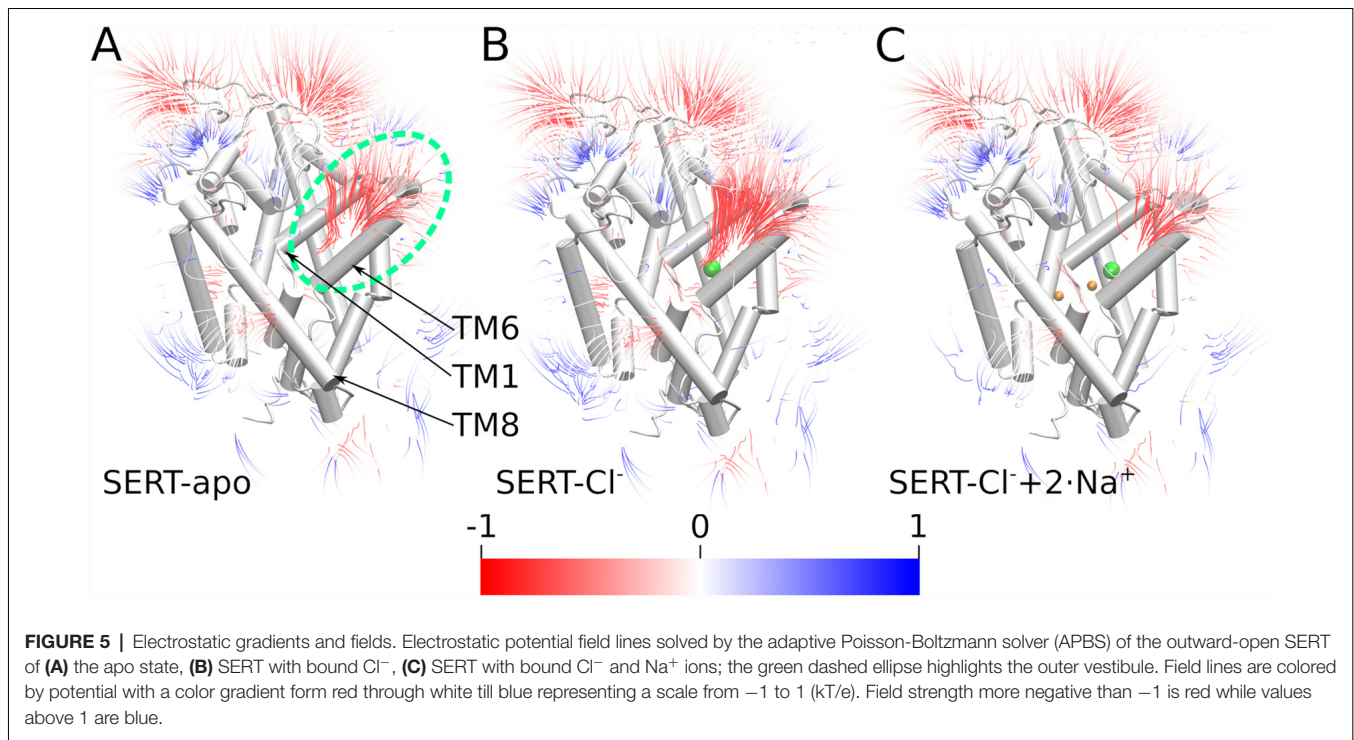 A
B
C
TM6
TM1
TM8
SERT-apo
SERT-Cl⁻
SERT-Cl⁻+2·Na⁺
-1
0
1
FIGURE 5 | Electrostatic gradients and fields. Electrostatic potential field lines solved by the adaptive Poisson-Boltzmann solver (APBS) of the outward-open SERT
of (A) the apo state, (B) SERT with bound Cl⁻, (C) SERT with bound Cl⁻ and Na⁺ ions; the green dashed ellipse highlights the outer vestibule. Field lines are colored
by potential with a color gradient form red through white till blue representing a scale from −1 to 1 (kT/e). Field strength more negative than −1 is red while values
above 1 are blue.